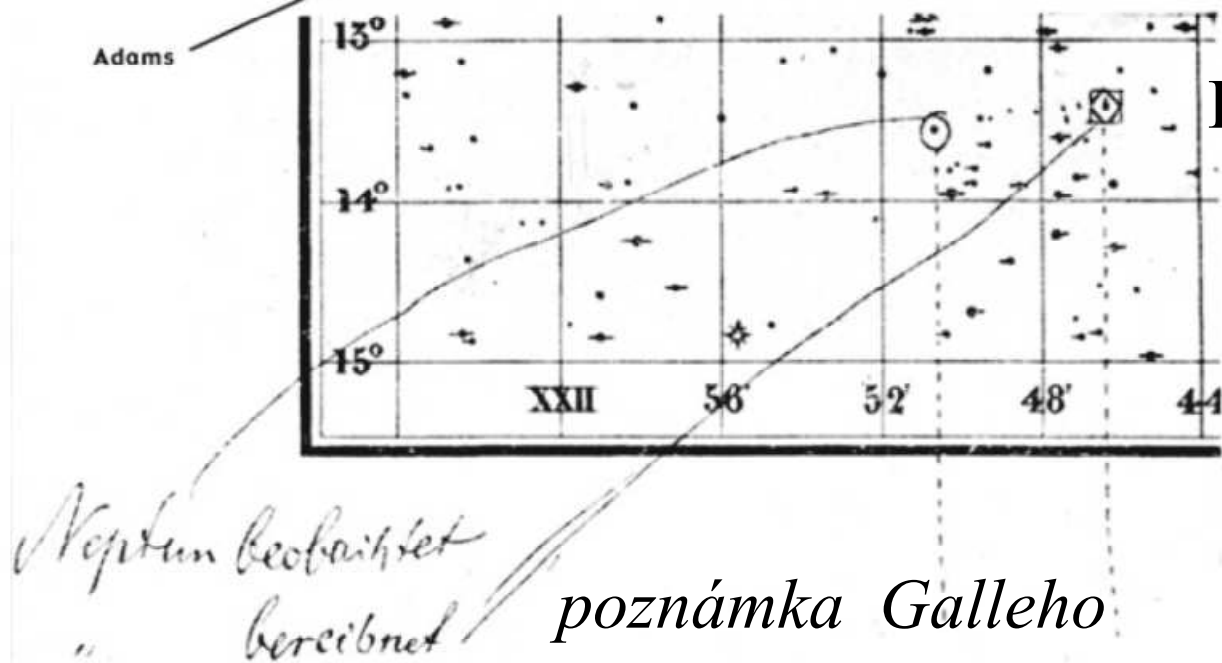 Adams
13°
14°
15°
XXII 56' 52' 48' 44
Neptun beobachtet
" berechnet
poznámka Galleho